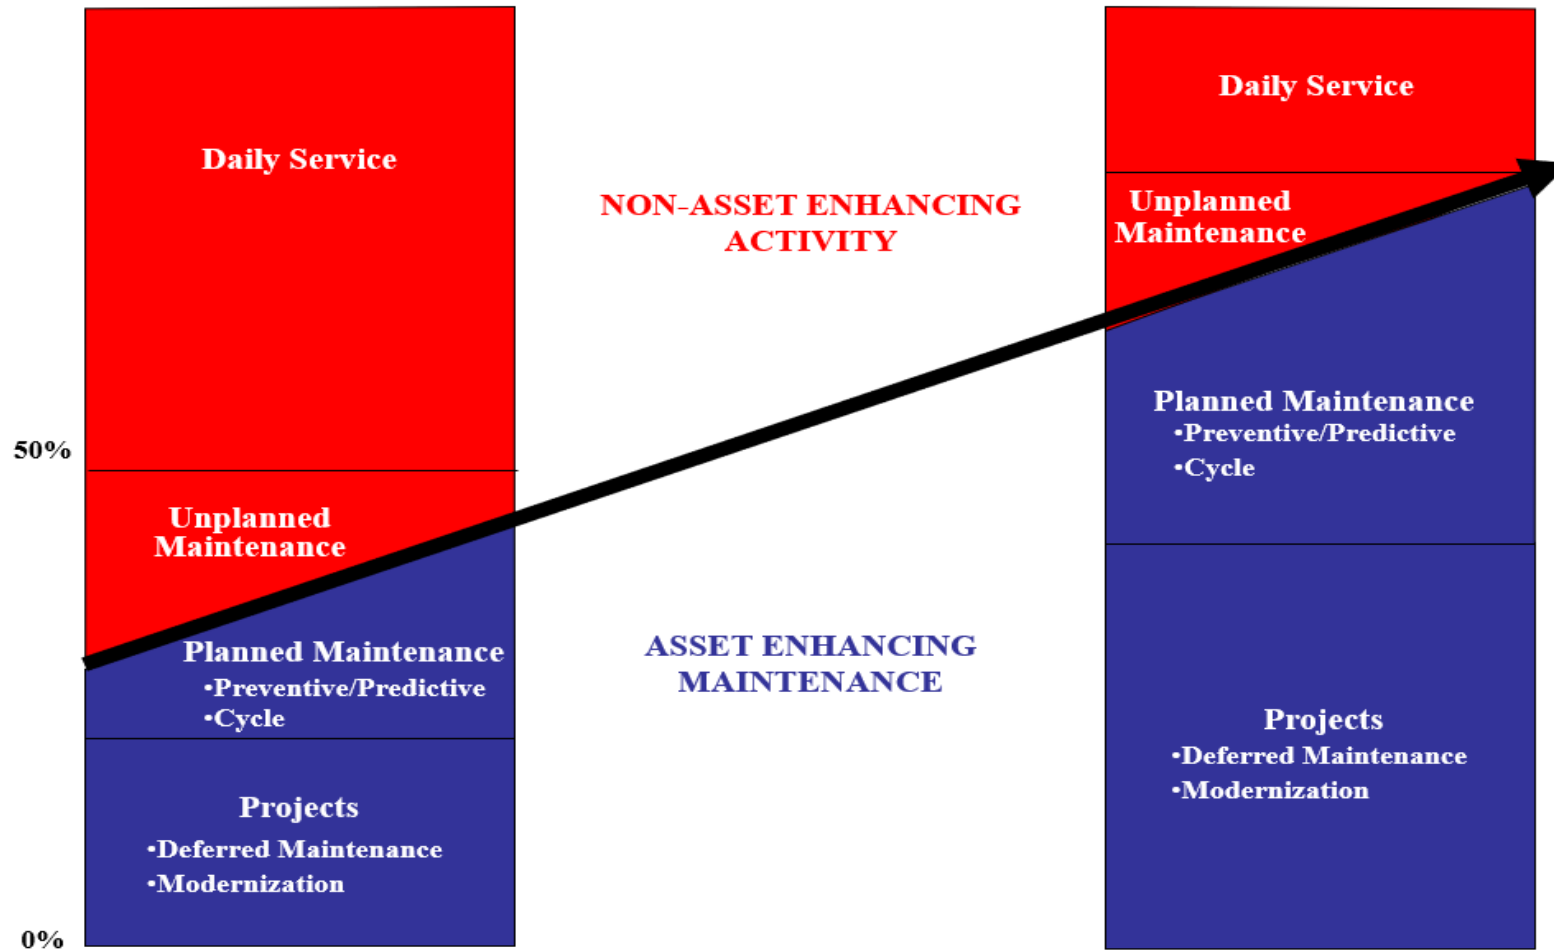 Daily Service
50%
Unplanned
Maintenance
Planned Maintenance
•Preventive/Predictive
•Cycle
Projects
•Deferred Maintenance
•Modernization
0%
NON-ASSET ENHANCING
ACTIVITY
ASSET ENHANCING
MAINTENANCE
Daily Service
Unplanned
Maintenance
Planned Maintenance
•Preventive/Predictive
•Cycle
Projects
•Deferred Maintenance
•Modernization